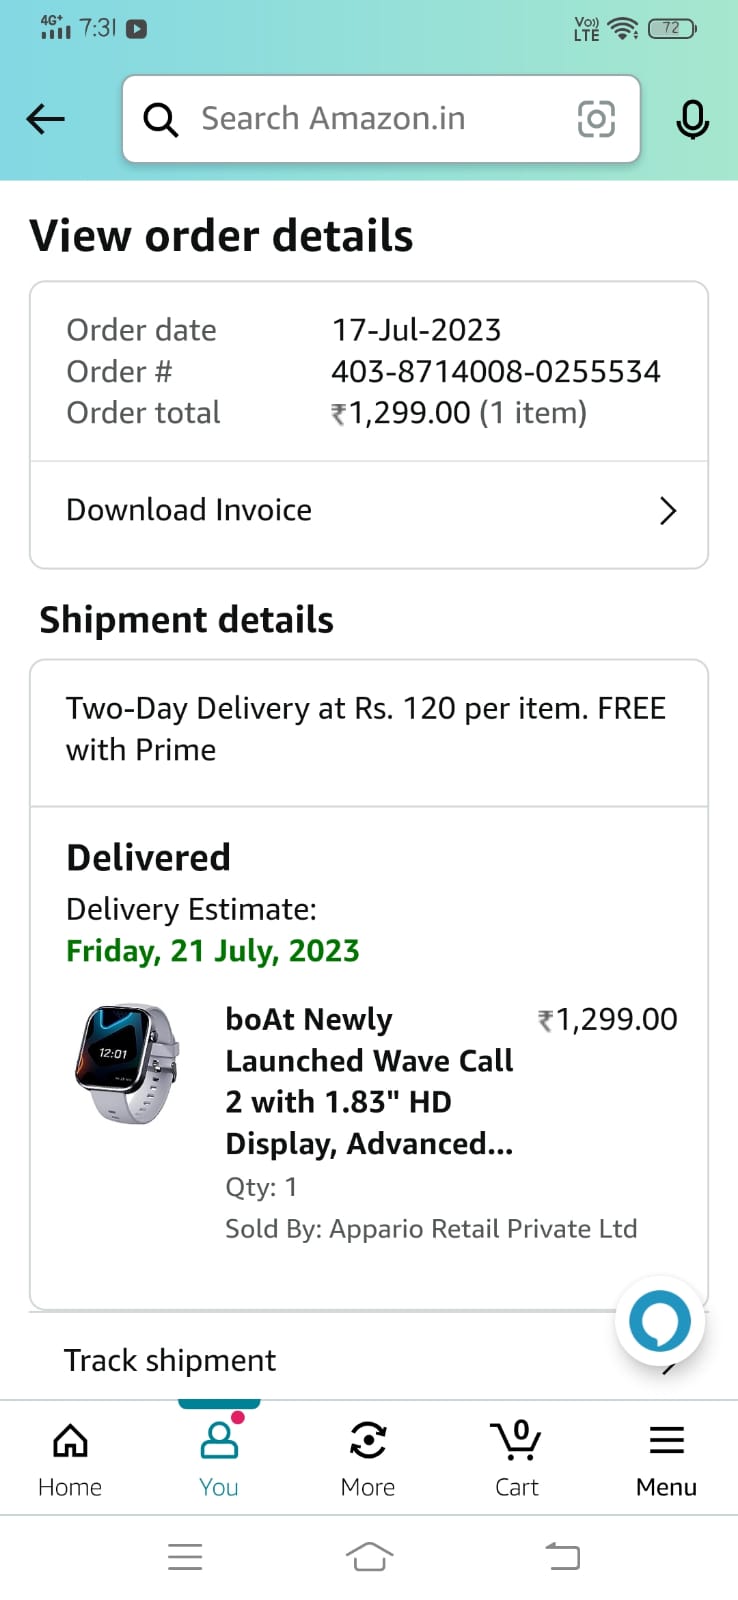 4G+ 7:31 Vo)) LTE 72
Search Amazon.in
View order details
Order date 17-Jul-2023
Order # 403-8714008-0255534
Order total ₹1,299.00 (1 item)
Download Invoice
Shipment details
Two-Day Delivery at Rs. 120 per item. FREE
with Prime
Delivered
Delivery Estimate:
Friday, 21 July, 2023
12:01
boAt Newly ₹1,299.00
Launched Wave Call
2 with 1.83" HD
Display, Advanced...
Qty: 1
Sold By: Appario Retail Private Ltd
Track shipment
0
Home You More Cart Menu